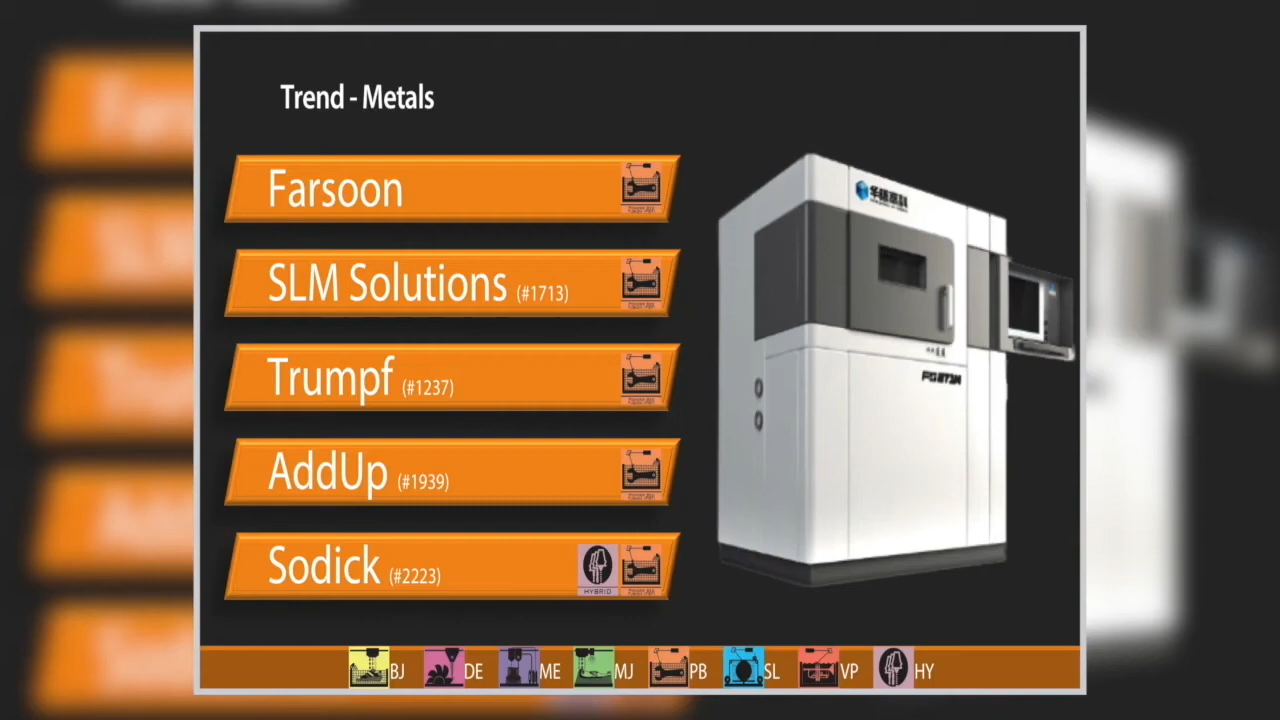 Trend - Metals
Farsoon
SLM Solutions (#1713)
Trumpf (#1237)
AddUp (#1939)
Sodick (#2223)
HYBRID
BJ DE ME MJ PB SL VP HY